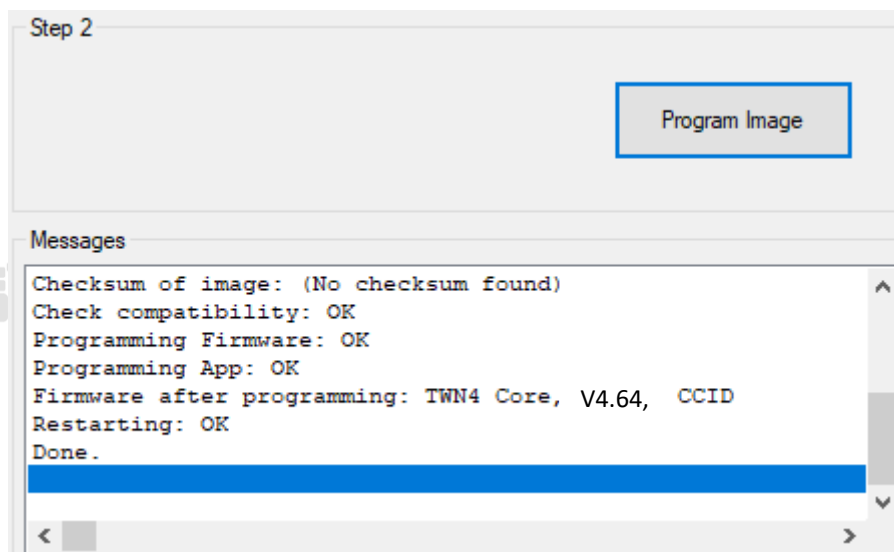 Step 2
Program Image
Messages
Checksum of image: (No checksum found)
Check compatibility: OK
Programming Firmware: OK
Programming App: OK
Firmware after programming: TWN4 Core, V4.64, CCID
Restarting: OK
Done.